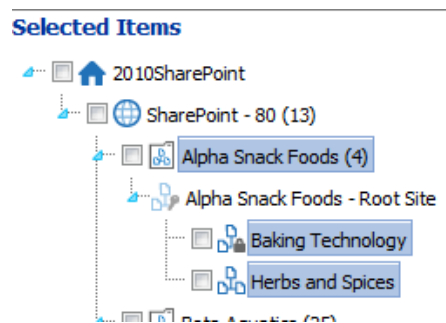 Selected Items
2010SharePoint
SharePoint - 80 (13)
Alpha Snack Foods (4)
Alpha Snack Foods - Root Site
Baking Technology
Herbs and Spices